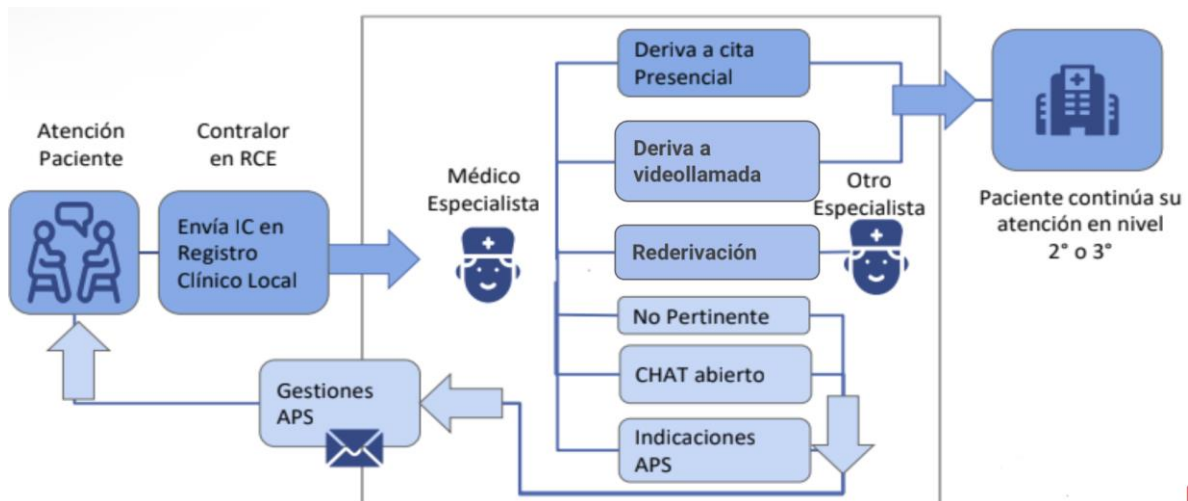 Atención
Paciente
Contralor
en RCE
Envía IC en
Registro
Clínico Local
Médico
Especialista
Deriva a cita
Presencial
Deriva a
videollamada
Rederivación
Otro
Especialista
No Pertinente
CHAT abierto
Indicaciones
APS
Gestiones
APS
Paciente continúa su
atención en nivel
2° o 3°